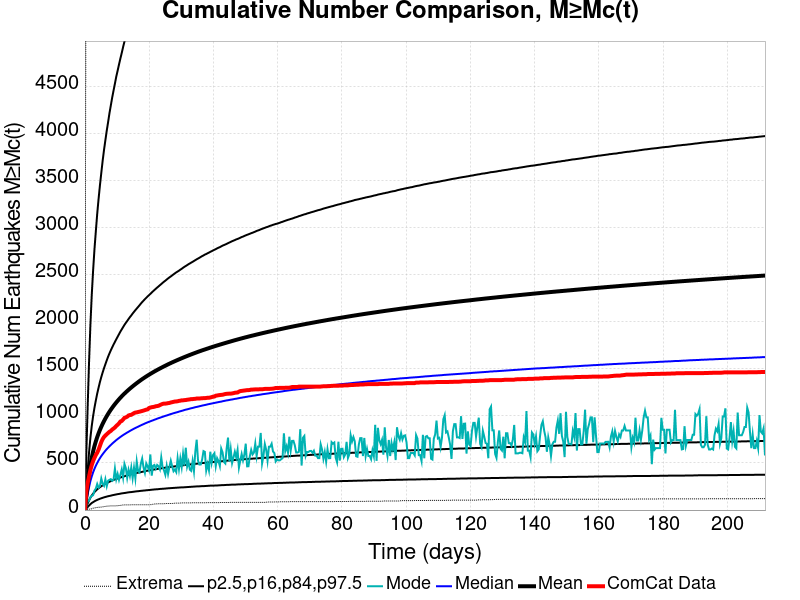 Cumulative Number Comparison, M≥Mc(t)
Cumulative Num Earthquakes M≥Mc(t)
4500
4000
3500
3000
2500
2000
1500
1000
500
0
0 20 40 60 80 100 120 140 160 180 200
Time (days)
Extrema p2.5,p16,p84,p97.5 Mode Median Mean ComCat Data